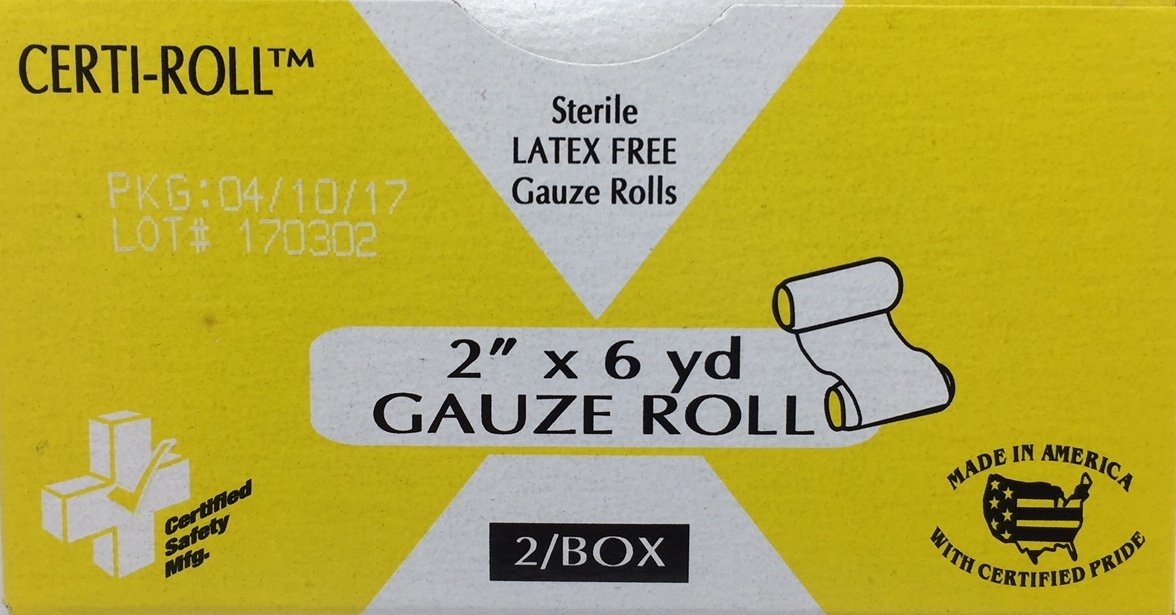 CERTI-ROLL™
Sterile
LATEX FREE
Gauze Rolls
PKG:04/10/17
LOT# 170302
2" x 6 yd
GAUZE ROLL
Certified
Safety
Mfg.
2/BOX
MADE IN AMERICA
WITH CERTIFIED PRIDE